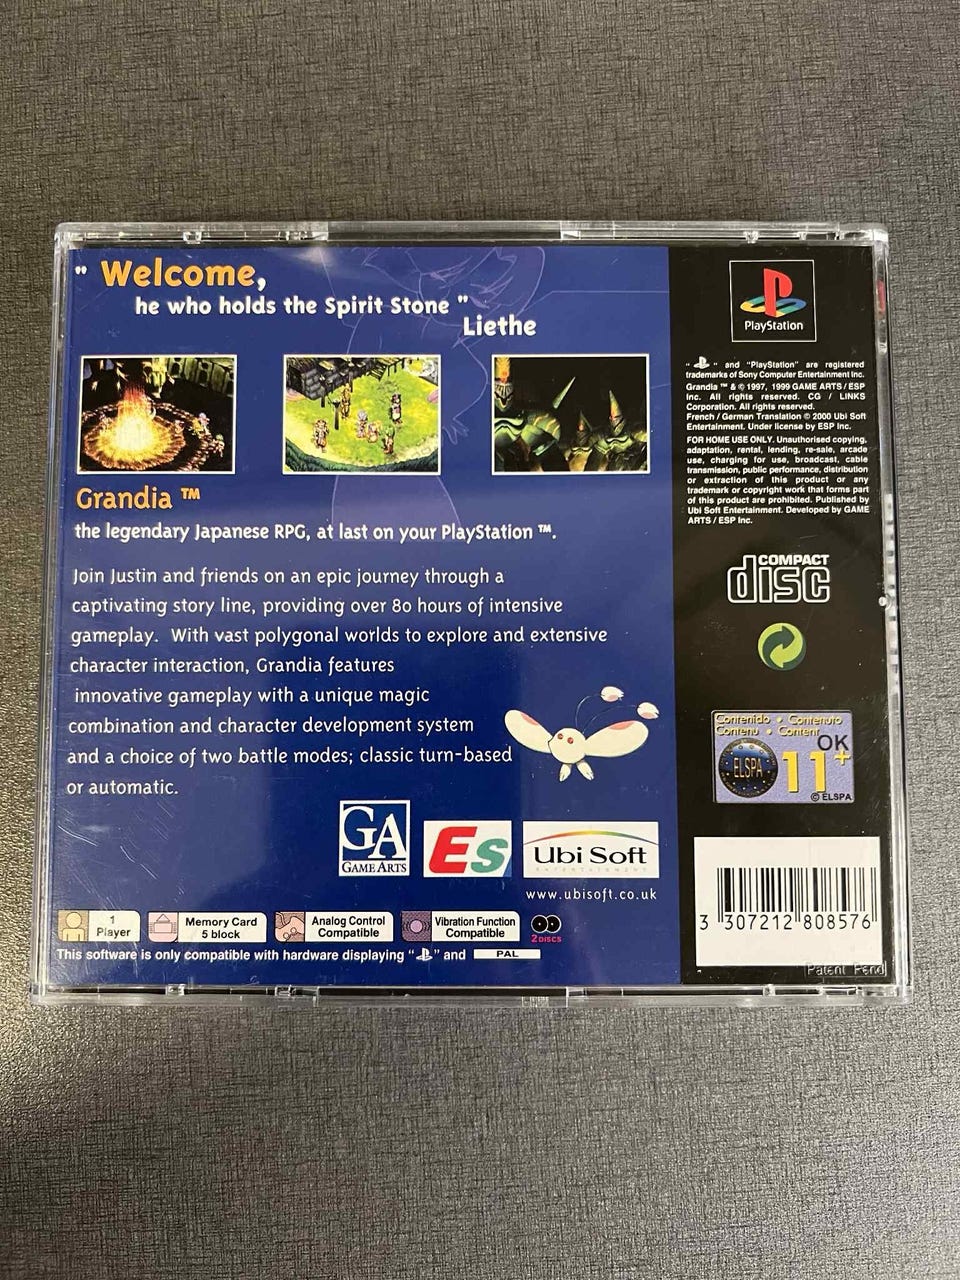 " Welcome,
he who holds the Spirit Stone "
Liethe
Grandia ™
the legendary Japanese RPG, at last on your PlayStation ™.
Join Justin and friends on an epic journey through a
captivating story line, providing over 80 hours of intensive
gameplay. With vast polygonal worlds to explore and extensive
character interaction, Grandia features
innovative gameplay with a unique magic
combination and character development system
and a choice of two battle modes; classic turn-based
or automatic.
GA
GAME ARTS
Es
Ubi Soft
ENTERTAINMENT
www.ubisoft.co.uk
1
Player
Memory Card
5 block
Analog Control
Compatible
Vibration Function
Compatible
2 DISCS
This software is only compatible with hardware displaying " " and PAL
PlayStation
" " and "PlayStation" are registered
trademarks of Sony Computer Entertainment Inc.
Grandia ™ & © 1997, 1999 GAME ARTS / ESP
Inc. All rights reserved. CG / LINKS
Corporation. All rights reserved.
French / German Translation © 2000 Ubi Soft
Entertainment. Under license by ESP Inc.
FOR HOME USE ONLY. Unauthorised copying,
adaptation, rental, lending, re-sale, arcade
use, charging for use, broadcast, cable
transmission, public performance, distribution
or extraction of this product or any
trademark or copyright work that forms part
of this product are prohibited. Published by
Ubi Soft Entertainment. Developed by GAME
ARTS / ESP Inc.
COMPACT
disc
Contenido • Contenuto
Contenu • Content
ELSPA
OK
11+
© ELSPA
3 307212 808576
Patent Pend